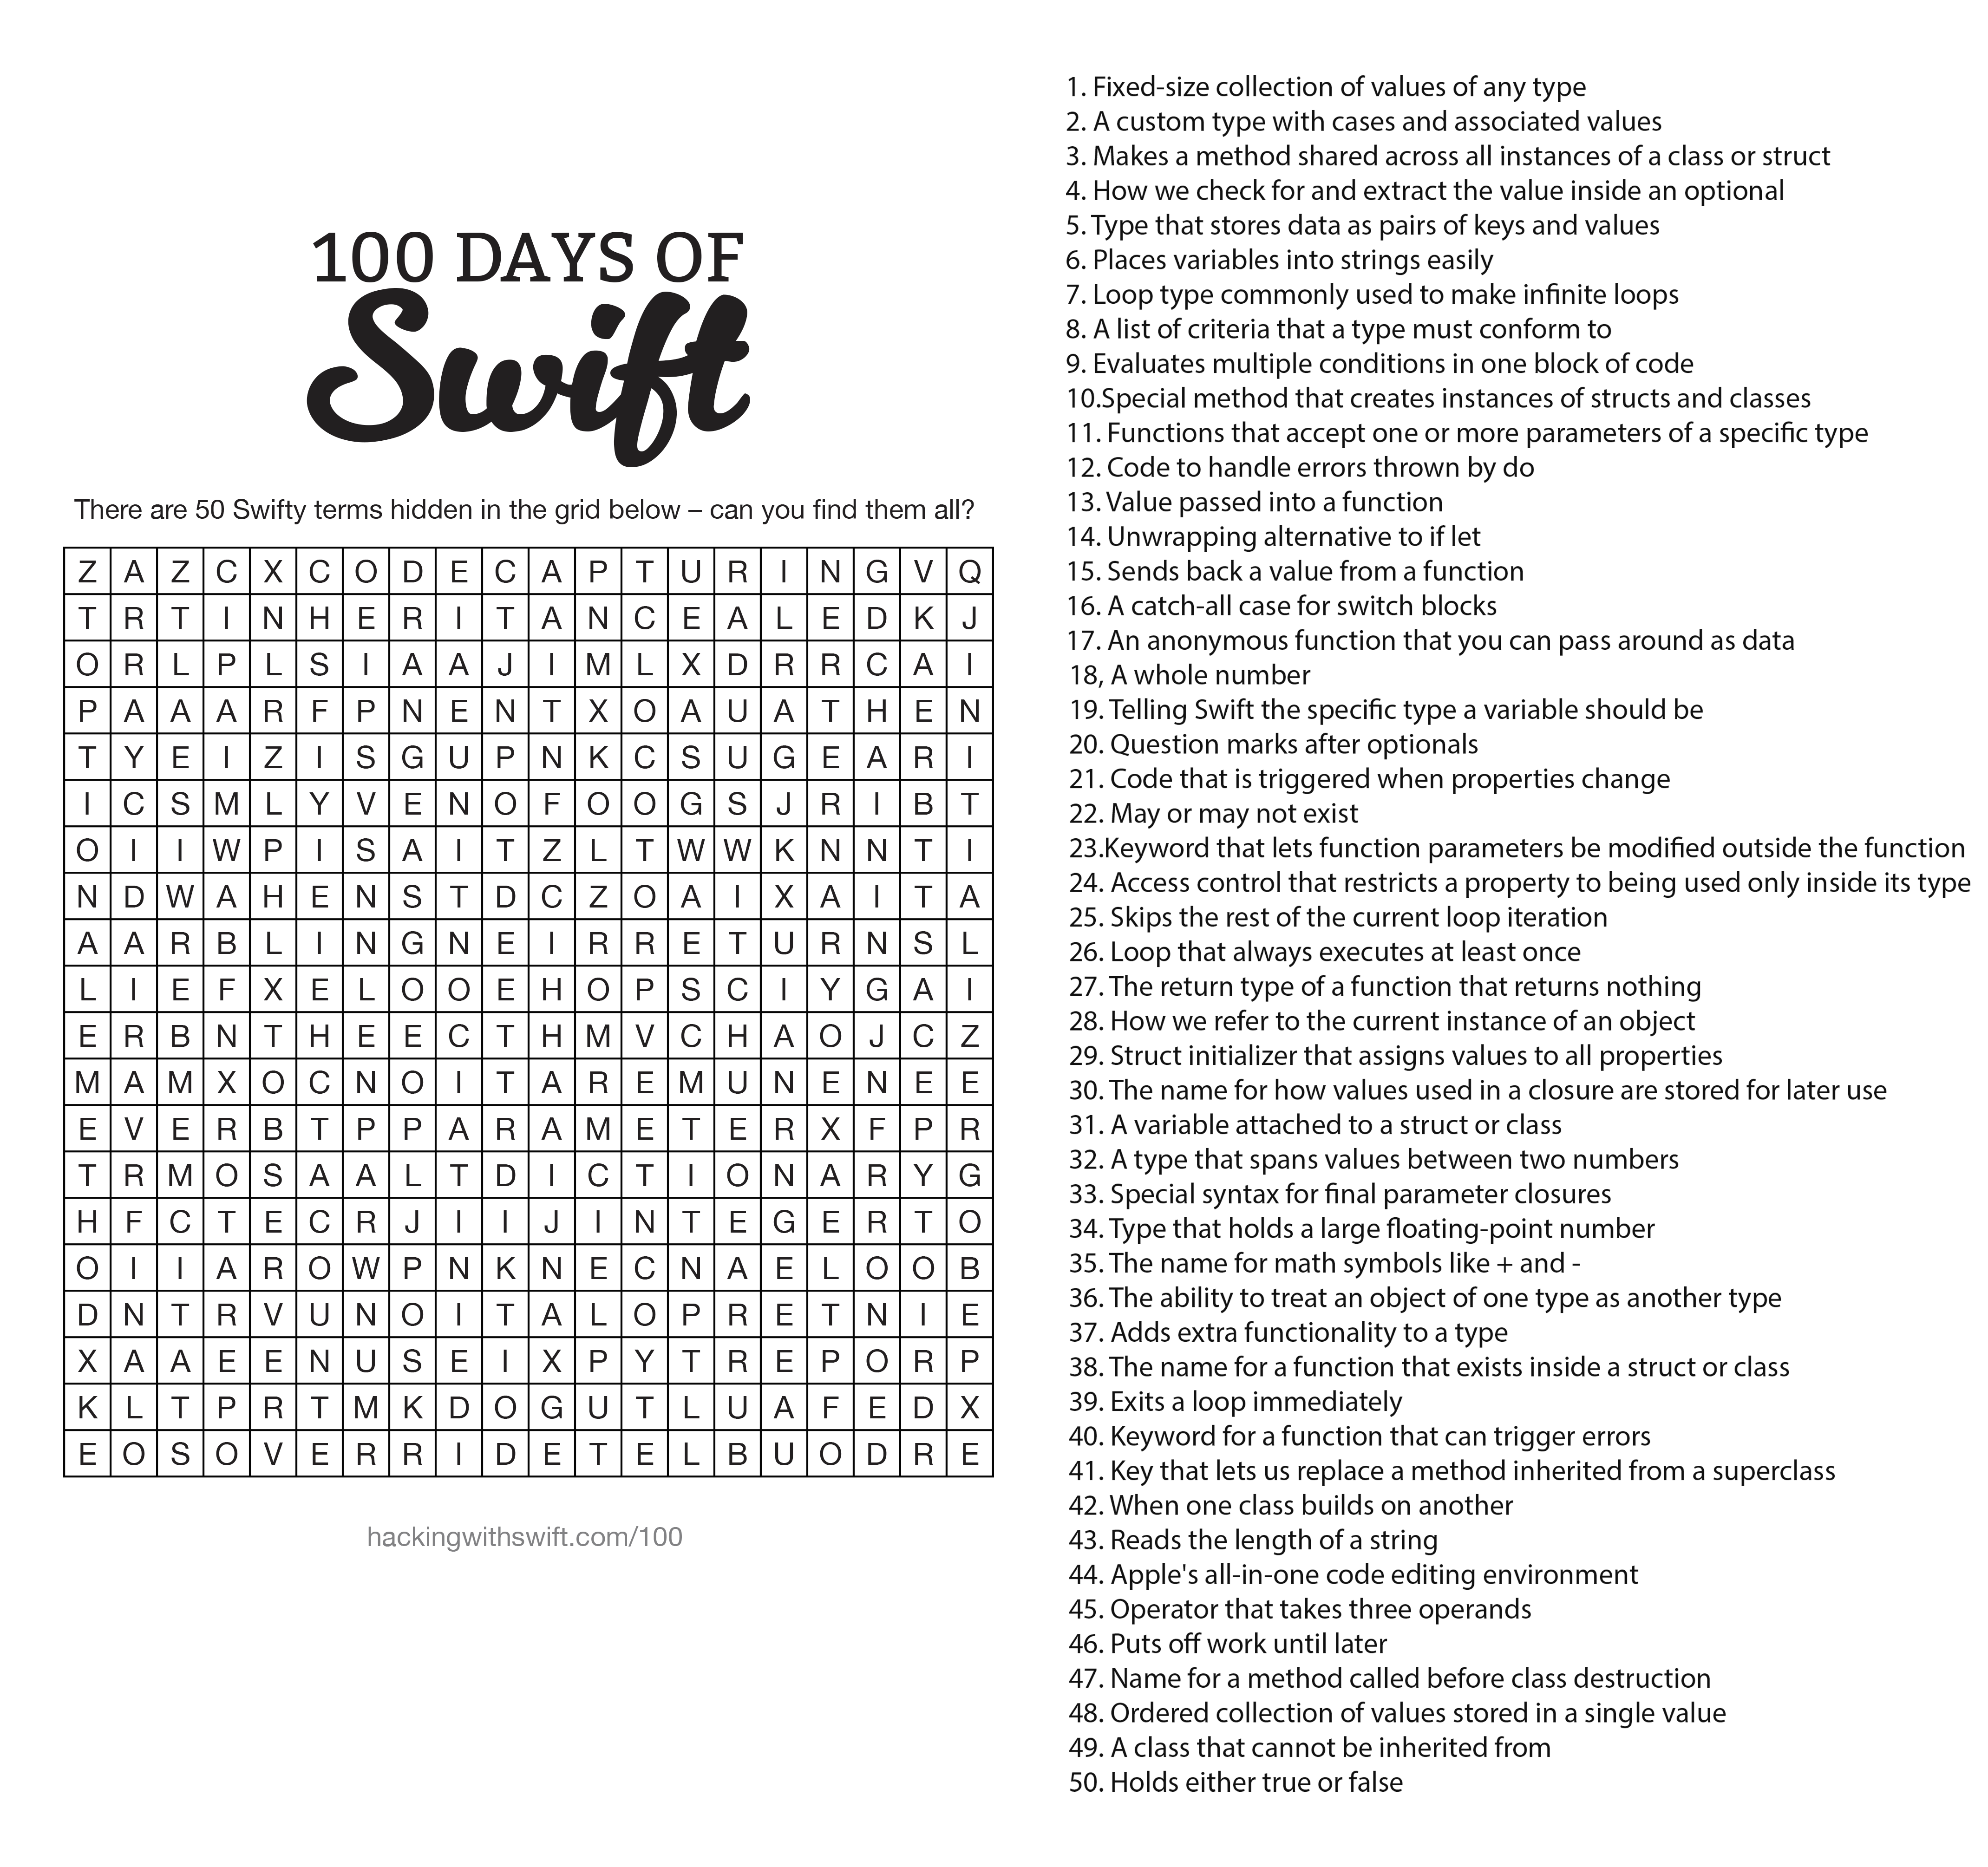 100 DAYS OF
Swift
There are 50 Swifty terms hidden in the grid below – can you find them all?
Z A Z C X C O D E C A P T U R I N G V Q
T R T I N H E R I T A N C E A L E D K J
O R L P L S I A A J I M L X D R R C A I
P A A A R F P N E N T X O A U A T H E N
T Y E I Z I S G U P N K C S U G E A R I
I C S M L Y V E N O F O O G S J R I B T
O I I W P I S A I T Z L T W W K N N T I
N D W A H E N S T D C Z O A I X A I T A
A A R B L I N G N E I R R E T U R N S L
L I E F X E L O O E H O P S C I Y G A I
E R B N T H E E C T H M V C H A O J C Z
M A M X O C N O I T A R E M U N E N E E
E V E R B T P P A R A M E T E R X F P R
T R M O S A A L T D I C T I O N A R Y G
H F C T E C R J I I J I N T E G E R T O
O I I A R O W P N K N E C N A E L O O B
D N T R V U N O I T A L O P R E T N I E
X A A E E N U S E I X P Y T R E P O R P
K L T P R T M K D O G U T L U A F E D X
E O S O V E R R I D E T E L B U O D R E
hackingwithswift.com/100
1. Fixed-size collection of values of any type
2. A custom type with cases and associated values
3. Makes a method shared across all instances of a class or struct
4. How we check for and extract the value inside an optional
5. Type that stores data as pairs of keys and values
6. Places variables into strings easily
7. Loop type commonly used to make infinite loops
8. A list of criteria that a type must conform to
9. Evaluates multiple conditions in one block of code
10.Special method that creates instances of structs and classes
11. Functions that accept one or more parameters of a specific type
12. Code to handle errors thrown by do
13. Value passed into a function
14. Unwrapping alternative to if let
15. Sends back a value from a function
16. A catch-all case for switch blocks
17. An anonymous function that you can pass around as data
18, A whole number
19. Telling Swift the specific type a variable should be
20. Question marks after optionals
21. Code that is triggered when properties change
22. May or may not exist
23.Keyword that lets function parameters be modified outside the function
24. Access control that restricts a property to being used only inside its type
25. Skips the rest of the current loop iteration
26. Loop that always executes at least once
27. The return type of a function that returns nothing
28. How we refer to the current instance of an object
29. Struct initializer that assigns values to all properties
30. The name for how values used in a closure are stored for later use
31. A variable attached to a struct or class
32. A type that spans values between two numbers
33. Special syntax for final parameter closures
34. Type that holds a large floating-point number
35. The name for math symbols like + and -
36. The ability to treat an object of one type as another type
37. Adds extra functionality to a type
38. The name for a function that exists inside a struct or class
39. Exits a loop immediately
40. Keyword for a function that can trigger errors
41. Key that lets us replace a method inherited from a superclass
42. When one class builds on another
43. Reads the length of a string
44. Apple's all-in-one code editing environment
45. Operator that takes three operands
46. Puts off work until later
47. Name for a method called before class destruction
48. Ordered collection of values stored in a single value
49. A class that cannot be inherited from
50. Holds either true or false